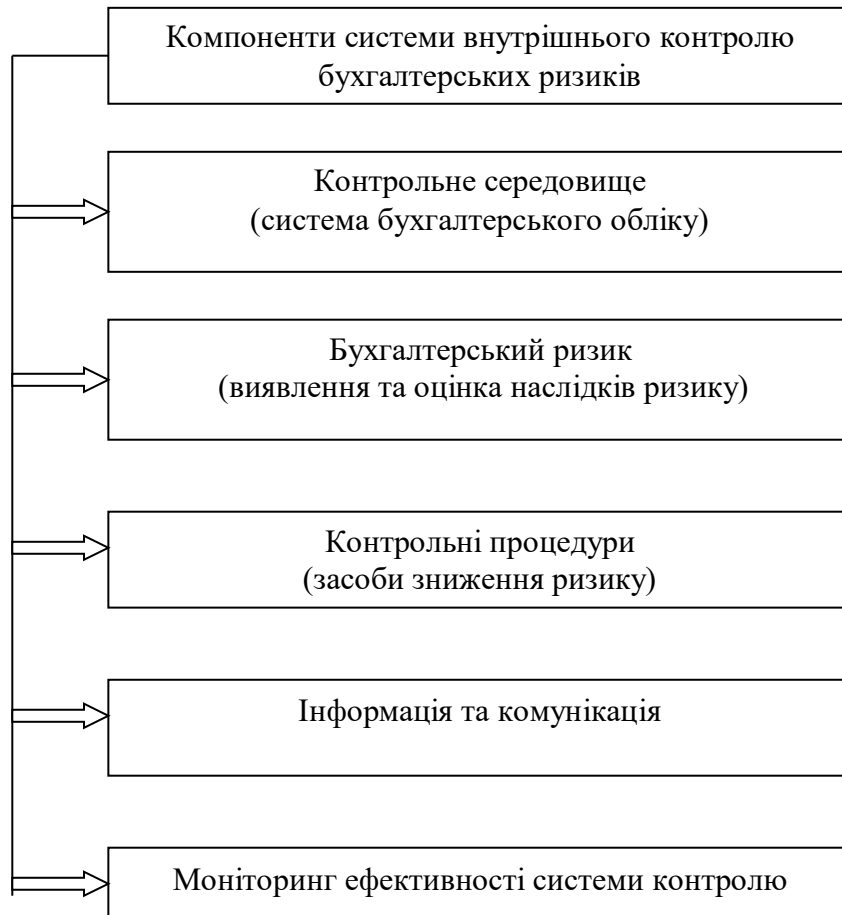 Компоненти системи внутрішнього контролю
бухгалтерських ризиків
Контрольне середовище
(система бухгалтерського обліку)
Бухгалтерський ризик
(виявлення та оцінка наслідків ризику)
Контрольні процедури
(засоби зниження ризику)
Інформація та комунікація
Моніторинг ефективності системи контролю